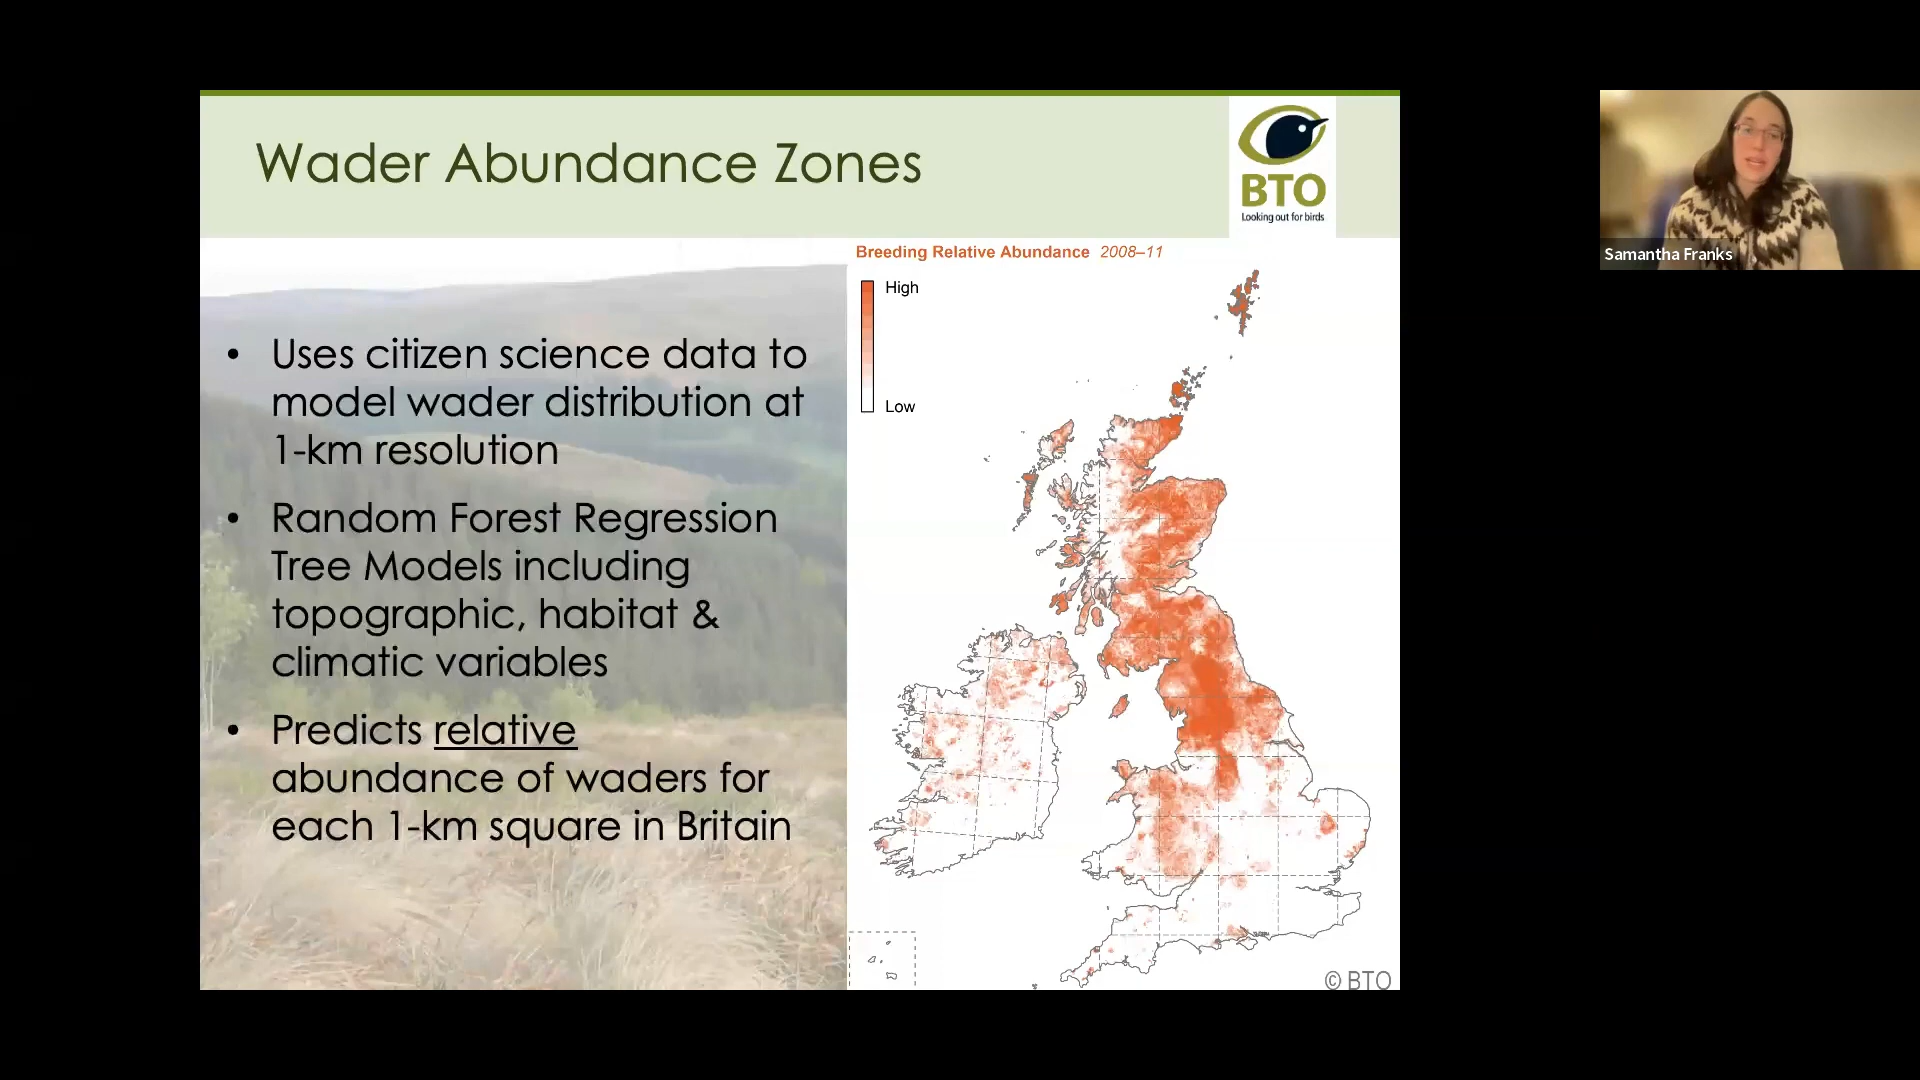 Wader Abundance Zones
BTO
Looking out for birds
Samantha Franks
Breeding Relative Abundance 2008–11
High
Low
• Uses citizen science data to
model wader distribution at
1-km resolution
• Random Forest Regression
Tree Models including
topographic, habitat &
climatic variables
• Predicts relative
abundance of waders for
each 1-km square in Britain
© BTO